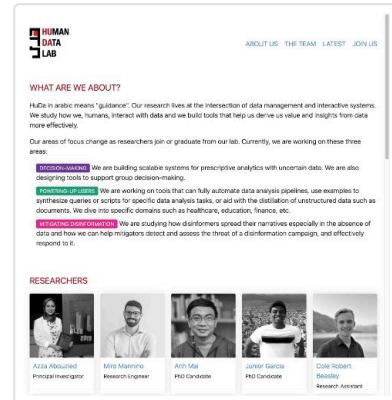 HUMAN
DATA
LAB
ABOUT US THE TEAM LATEST JOIN US
WHAT ARE WE ABOUT?
HuDa in arabic means "guidance". Our research lives at the intersection of data management and interactive systems.
We study how we, humans, interact with data and we build tools that help us derive us value and insights from data
more effectively.
Our areas of focus change as researchers join or graduate from our lab. Currently, we are working on these three
areas:
DECISION-MAKING We are building scalable systems for prescriptive analytics with uncertain data. We are also
designing tools to support group decision-making.
POWERING-UP USERS We are working on tools that can fully automate data analysis pipelines, use examples to
synthesize queries or scripts for specific data analysis tasks, or aid with the distillation of unstructured data such as
documents. We dive into specific domains such as healthcare, education, finance, etc.
MITIGATING DISINFORMATION We are studying how disinformers spread their narratives especially in the absence of
data and how we can help mitigators detect and assess the threat of a disinformation campaign, and effectively
respond to it.
RESEARCHERS
Azza Abouzied
Principal Investigator
Miro Mannino
Research Engineer
Anh Mai
PhD Candidate
Junior Garcia
PhD Candidate
Cole Robert
Beasley
Research Assistant